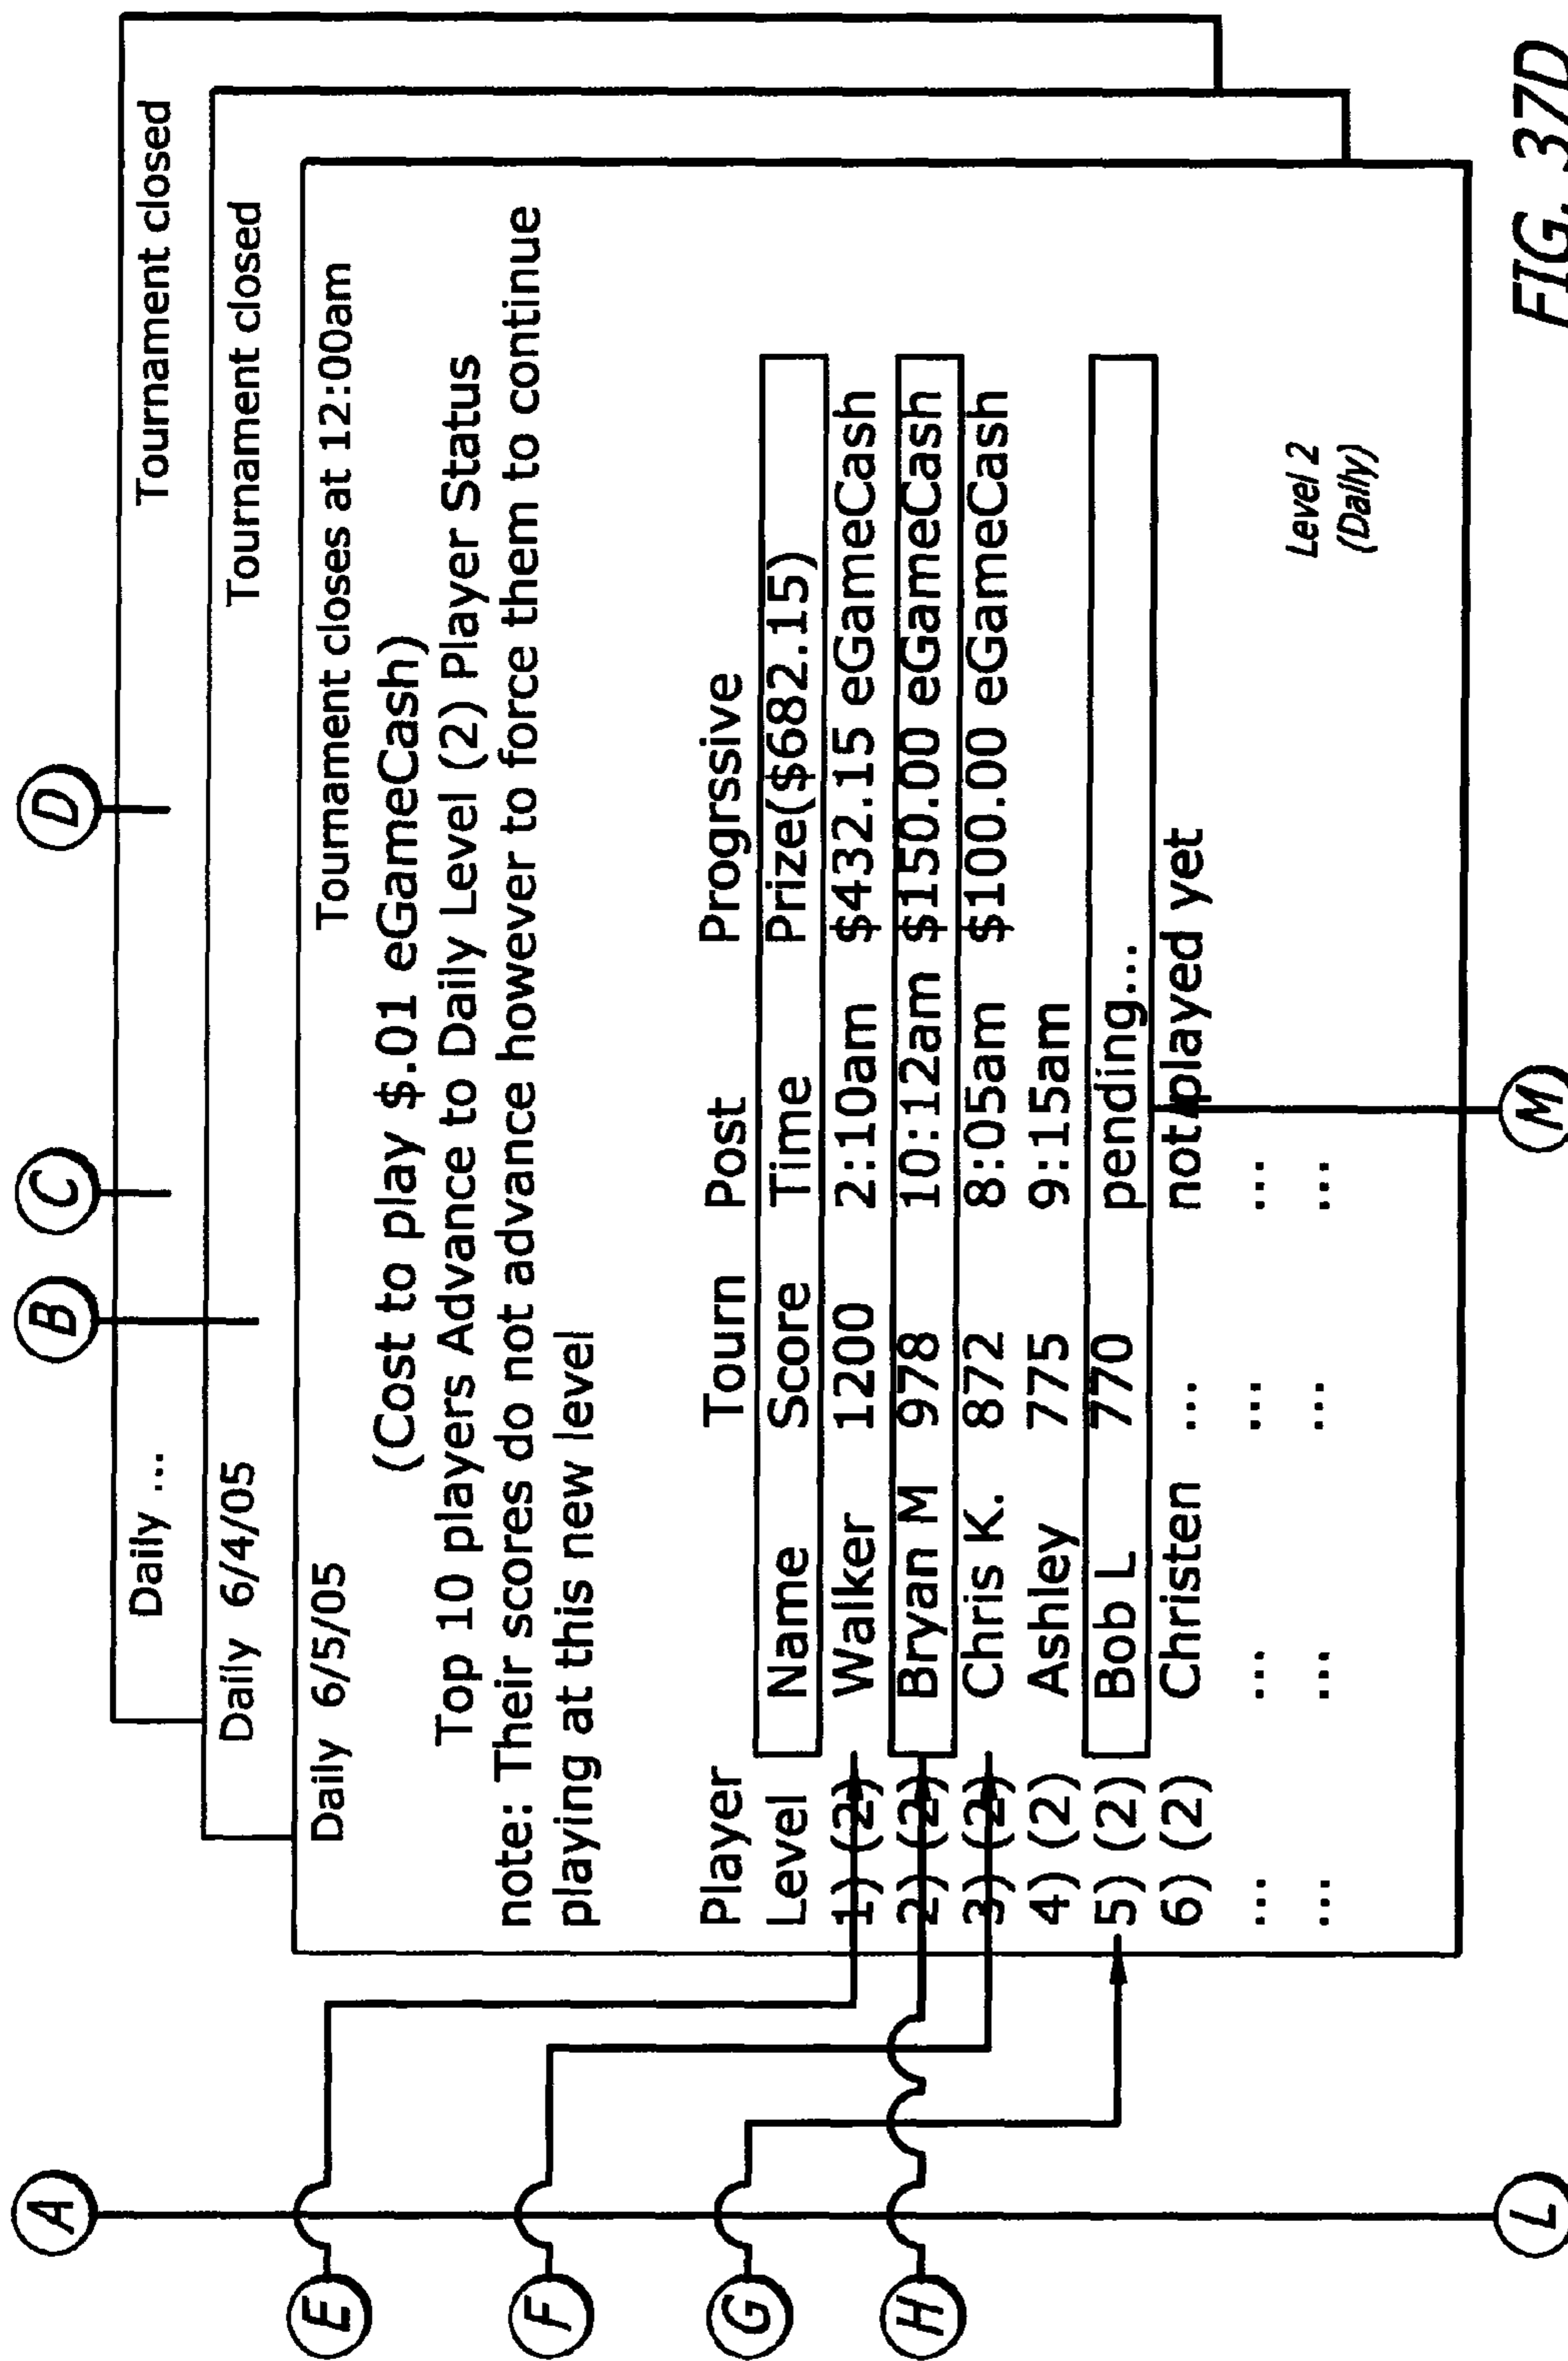 A
B
C
D
E
F
G
H
Daily ... Tournament closed
Daily 6/4/05 Tournament closed
Daily 6/5/05 Tournament closes at 12:00am
(Cost to play $.01 eGameCash)
Top 10 players Advance to Daily Level (2) Player Status
note: Their scores do not advance however to force them to continue
playing at this new level
Player Tourn Post Progrssive
Level Name Score Time Prize($682.15)
1) (2) Walker 1200 2:10am $432.15 eGameCash
2) (2) Bryan M 978 10:12am $150.00 eGameCash
3) (2) Chris K. 872 8:05am $100.00 eGameCash
4) (2) Ashley 775 9:15am
5) (2) Bob L 770 pending...
6) (2) Christen ... not played yet
... ... ... ...
... ... ... ...
Level 2
(Daily)
L
M
FIG. 37D